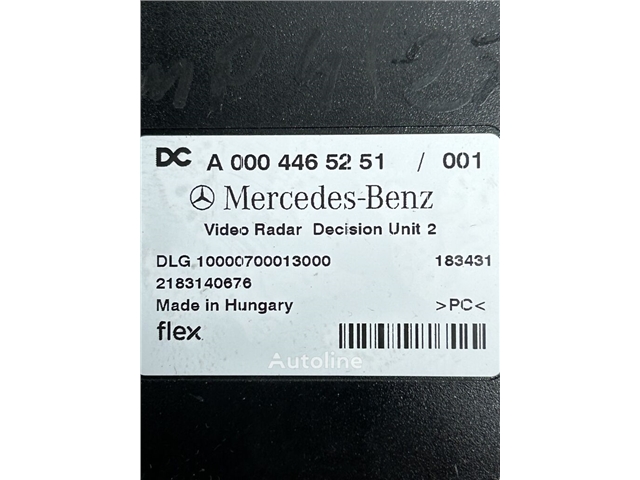 DC A 000 446 52 51 / 001
Mercedes-Benz
Video Radar Decision Unit 2
DLG 10000700013000 183431
2183140676
Made in Hungary >PC<
flex
Autoline